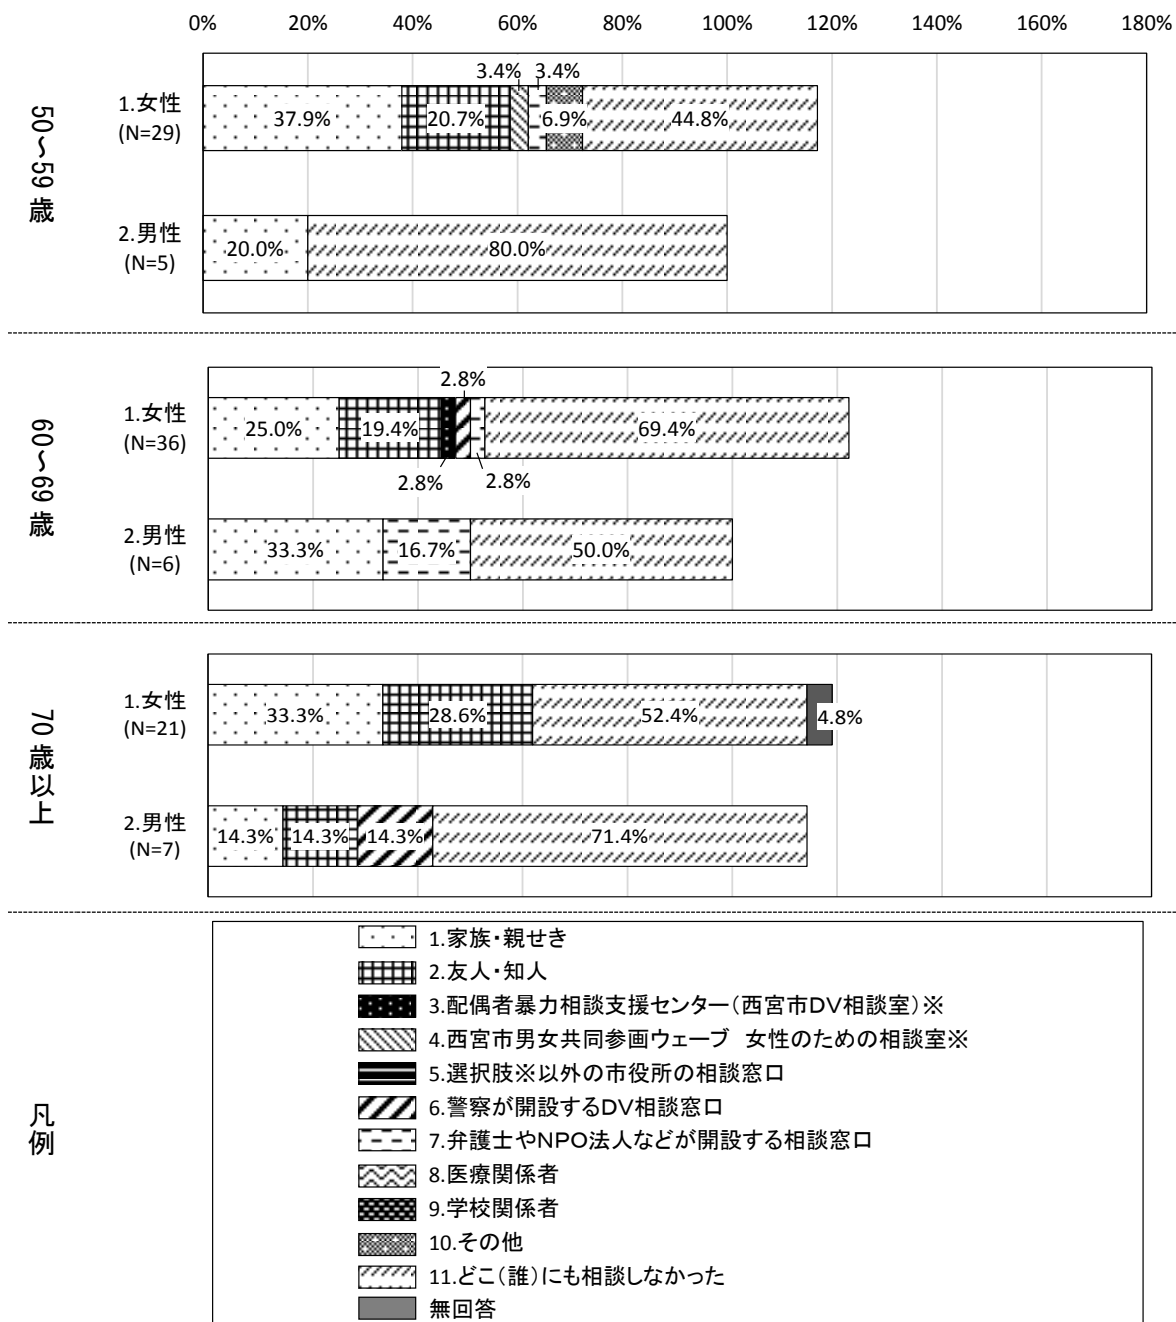 0% 20% 40% 60% 80% 100% 120% 140% 160% 180%
50～59歳
3.4% 3.4%
1.女性
(N=29)
37.9% 20.7% 6.9% 44.8%
2.男性
(N=5)
20.0% 80.0%
60～69歳
2.8%
1.女性
(N=36)
25.0% 19.4% 69.4%
2.8% 2.8%
2.男性
(N=6)
33.3% 16.7% 50.0%
70歳以上
1.女性
(N=21)
33.3% 28.6% 52.4% 4.8%
2.男性
(N=7)
14.3% 14.3% 14.3% 71.4%
凡例
1.家族・親せき
2.友人・知人
3.配偶者暴力相談支援センター(西宮市DV相談室)※
4.西宮市男女共同参画ウェーブ 女性のための相談室※
5.選択肢※以外の市役所の相談窓口
6.警察が開設するDV相談窓口
7.弁護士やNPO法人などが開設する相談窓口
8.医療関係者
9.学校関係者
10.その他
11.どこ(誰)にも相談しなかった
無回答